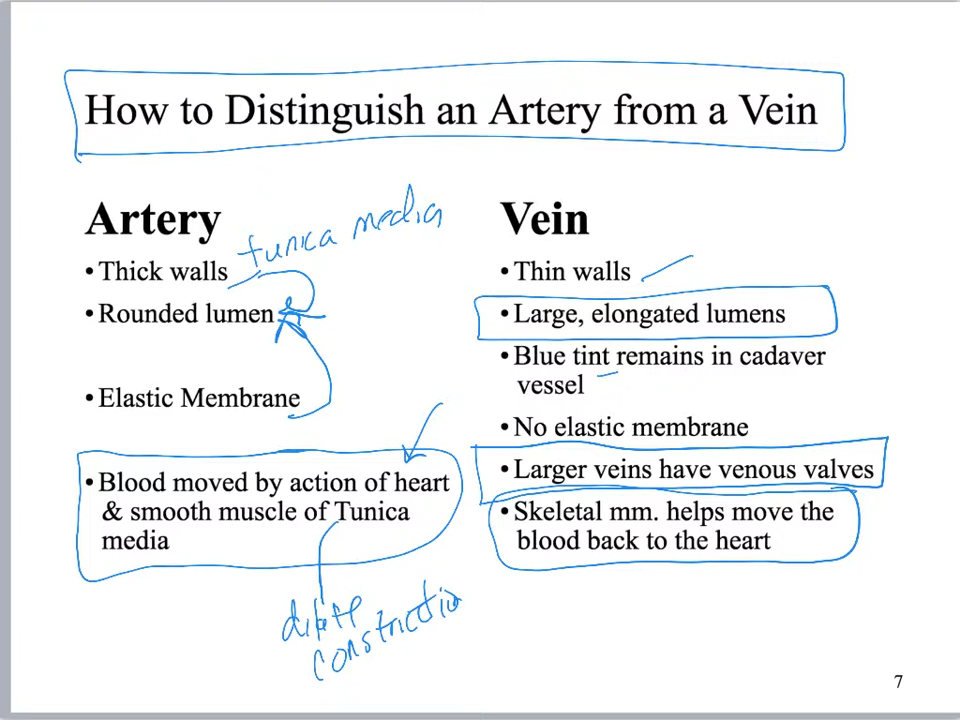 How to Distinguish an Artery from a Vein
Artery
tunica media
•Thick walls
•Rounded lumen
•Elastic Membrane
•Blood moved by action of heart
& smooth muscle of Tunica
media
dilate
constriction
Vein
•Thin walls
•Large, elongated lumens
•Blue tint remains in cadaver
vessel
•No elastic membrane
•Larger veins have venous valves
•Skeletal mm. helps move the
blood back to the heart
7